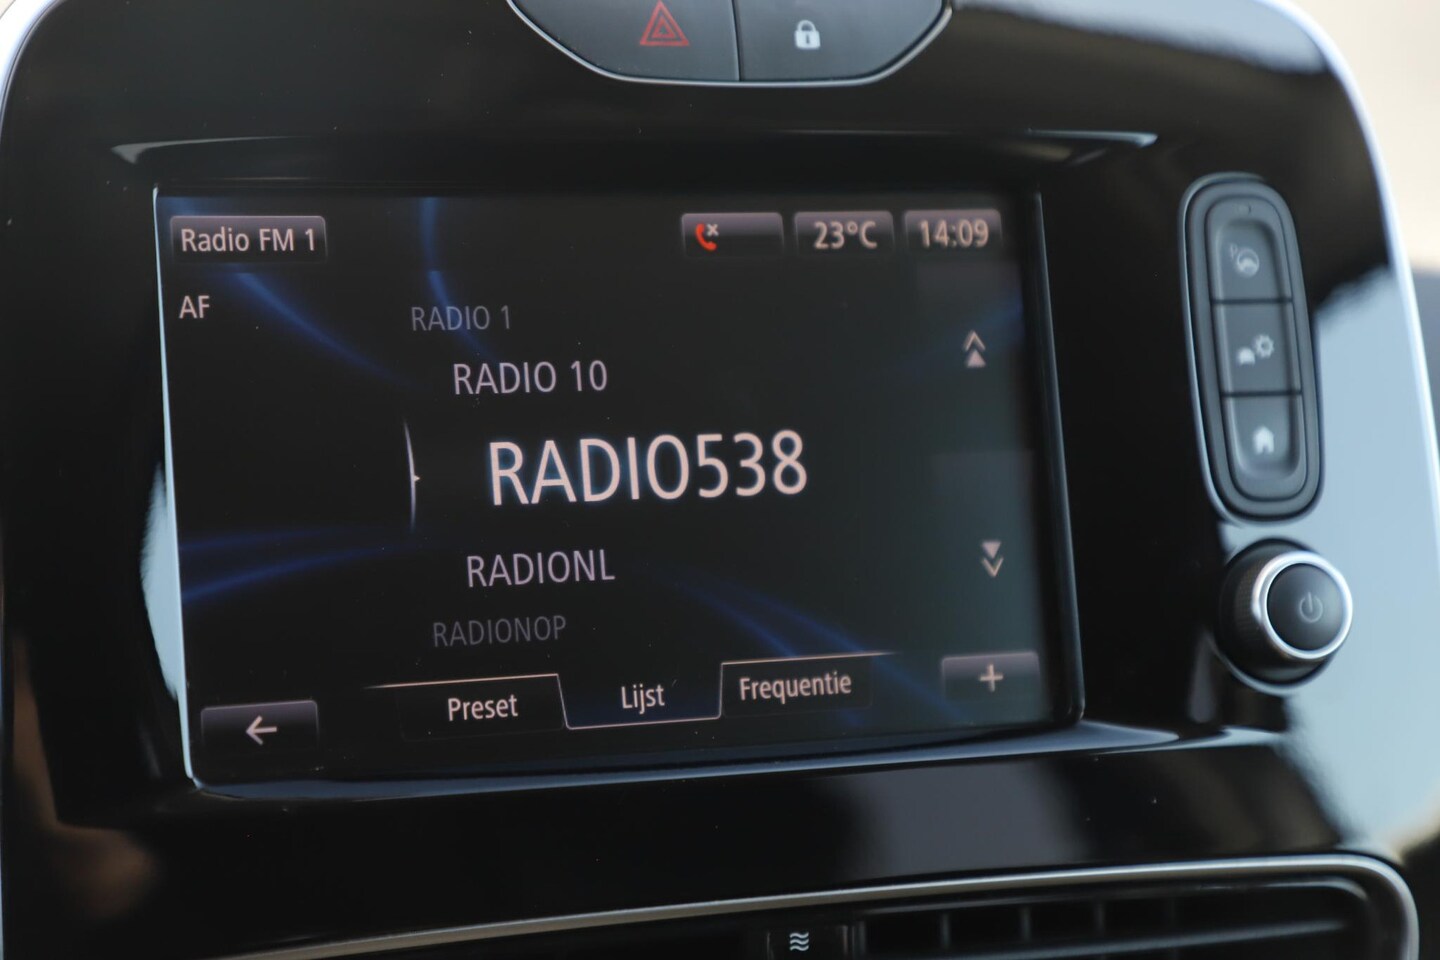 Radio FM 1
23°C
14:09
AF
RADIO 1
RADIO 10
RADIO538
RADIONL
RADIONOP
Preset
Lijst
Frequentie
+